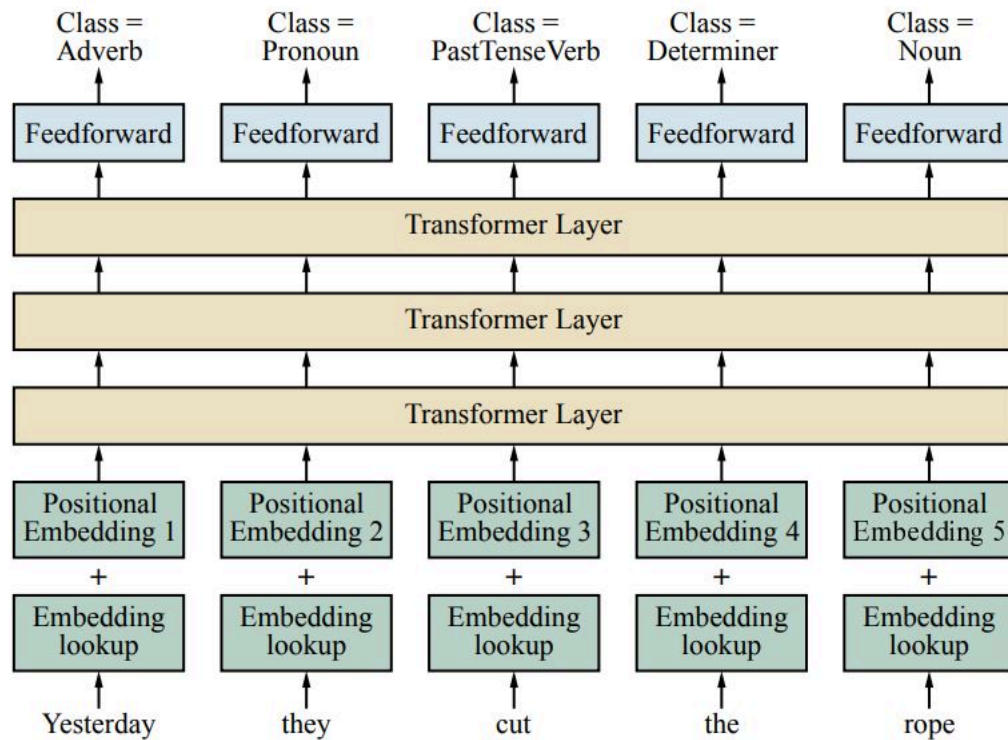 Class = Class = Class = Class = Class =
Adverb Pronoun PastTenseVerb Determiner Noun
Feedforward Feedforward Feedforward Feedforward Feedforward
Transformer Layer
Transformer Layer
Transformer Layer
Positional Positional Positional Positional Positional
Embedding 1 Embedding 2 Embedding 3 Embedding 4 Embedding 5
+ + + + +
Embedding Embedding Embedding Embedding Embedding
lookup lookup lookup lookup lookup
Yesterday they cut the rope